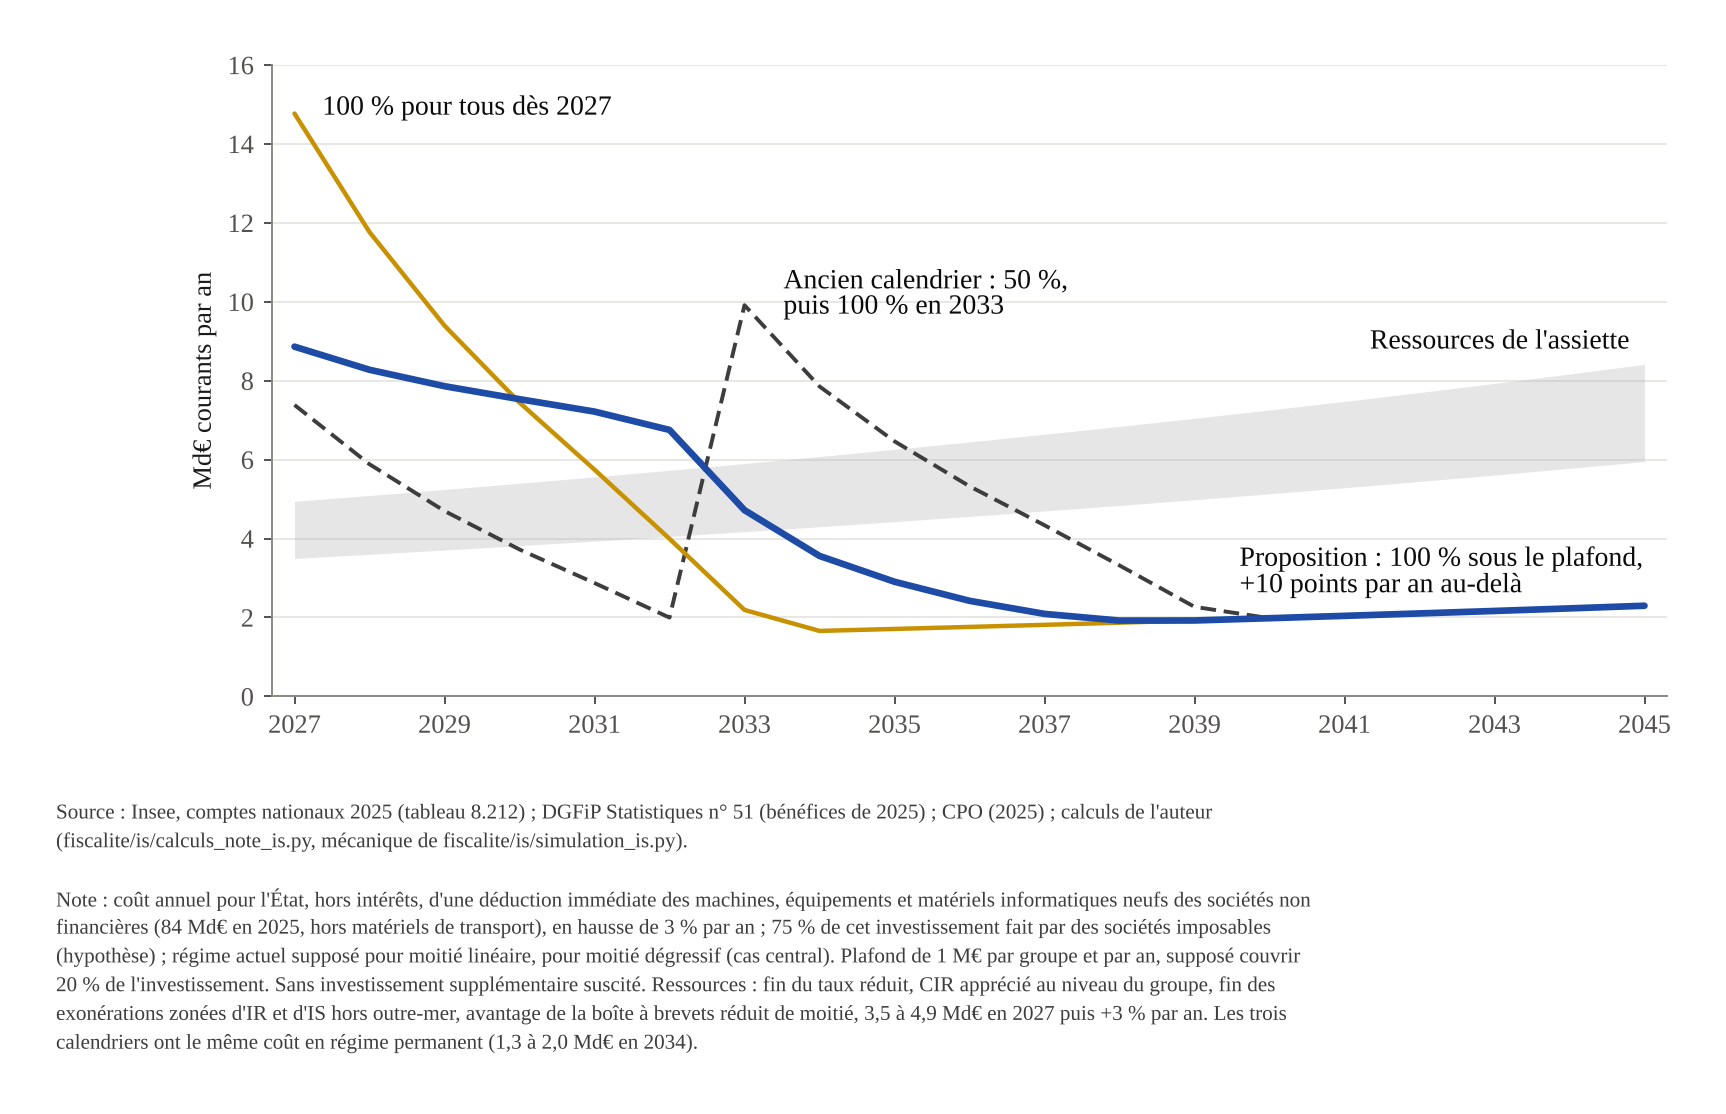 16
100 % pour tous dès 2027
14
12
Ancien calendrier : 50 %,
puis 100 % en 2033
10
Ressources de l'assiette
8
Md€ courants par an
6
4
Proposition : 100 % sous le plafond,
+10 points par an au-delà
2
0
2027 2029 2031 2033 2035 2037 2039 2041 2043 2045
Source : Insee, comptes nationaux 2025 (tableau 8.212) ; DGFiP Statistiques n° 51 (bénéfices de 2025) ; CPO (2025) ; calculs de l'auteur
(fiscalite/is/calculs_note_is.py, mécanique de fiscalite/is/simulation_is.py).
Note : coût annuel pour l'État, hors intérêts, d'une déduction immédiate des machines, équipements et matériels informatiques neufs des sociétés non
financières (84 Md€ en 2025, hors matériels de transport), en hausse de 3 % par an ; 75 % de cet investissement fait par des sociétés imposables
(hypothèse) ; régime actuel supposé pour moitié linéaire, pour moitié dégressif (cas central). Plafond de 1 M€ par groupe et par an, supposé couvrir
20 % de l'investissement. Sans investissement supplémentaire suscité. Ressources : fin du taux réduit, CIR apprécié au niveau du groupe, fin des
exonérations zonées d'IR et d'IS hors outre-mer, avantage de la boîte à brevets réduit de moitié, 3,5 à 4,9 Md€ en 2027 puis +3 % par an. Les trois
calendriers ont le même coût en régime permanent (1,3 à 2,0 Md€ en 2034).